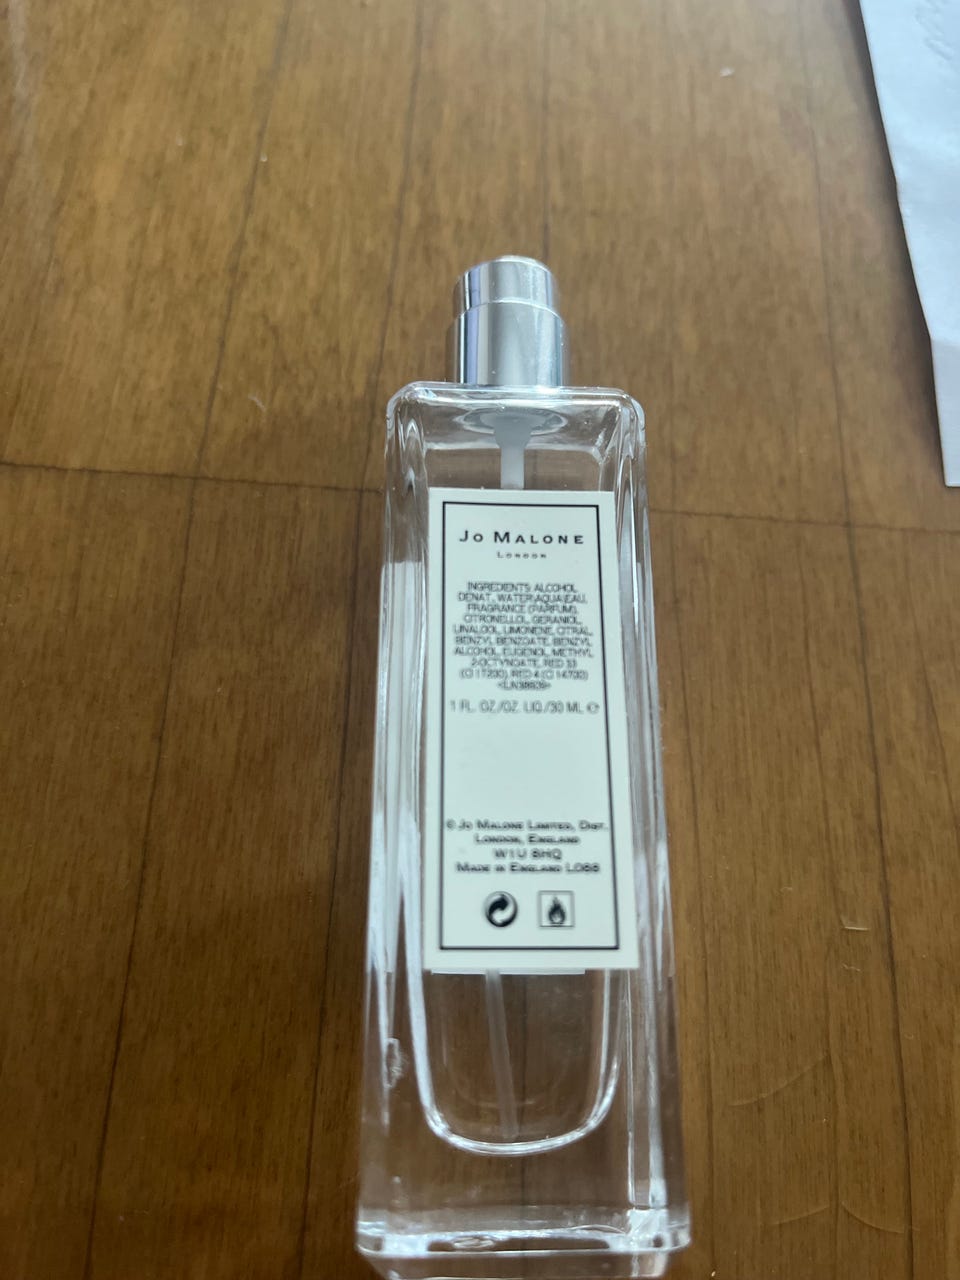 Jo Malone
London
INGREDIENTS: ALCOHOL
DENAT., WATER\AQUA\EAU,
FRAGRANCE (PARFUM),
CITRONELLOL, GERANIOL,
LINALOOL, LIMONENE, CITRAL,
BENZYL BENZOATE, BENZYL
ALCOHOL, EUGENOL, METHYL
2-OCTYNOATE, RED 33
(CI 17200), RED 4 (CI 14700)
1 FL. OZ./OZ. LIQ./30 ML ℮
© Jo Malone Limited, Dist.
London, England
W1U 8HQ
Made in England